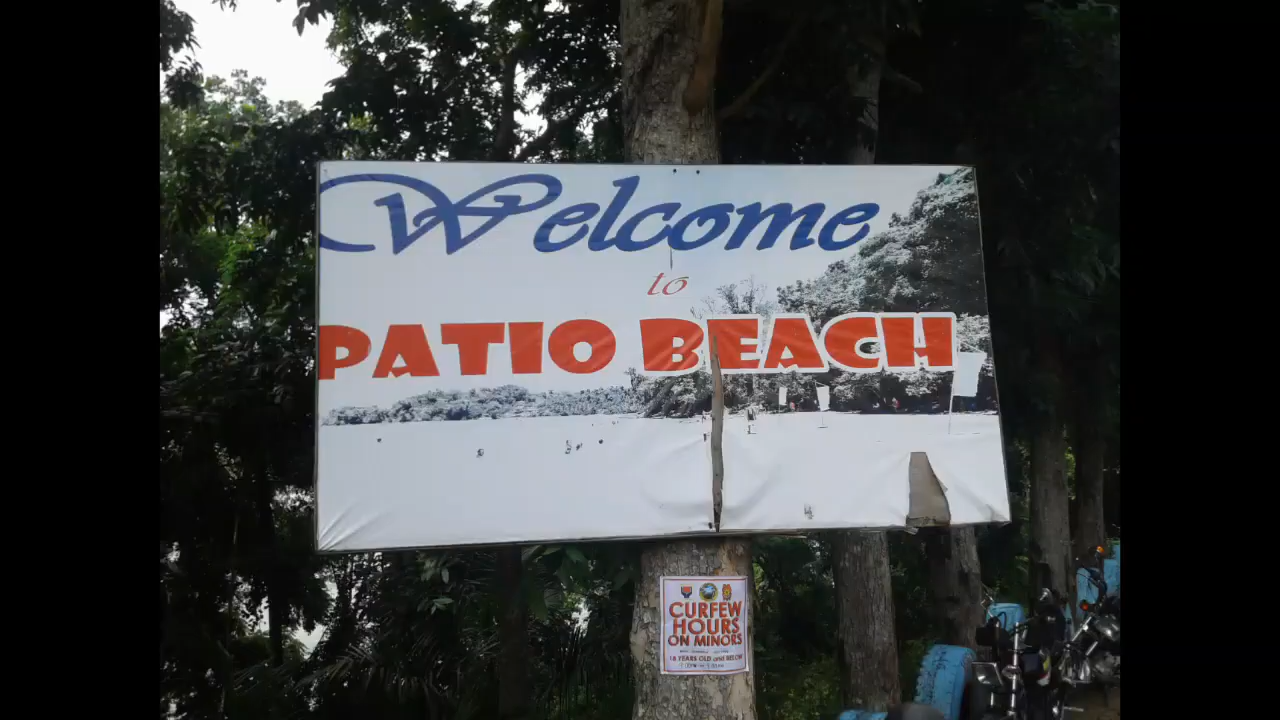 Welcome
to
PATIO BEACH
CURFEW
HOURS
ON MINORS
18 YEARS OLD AND BELOW